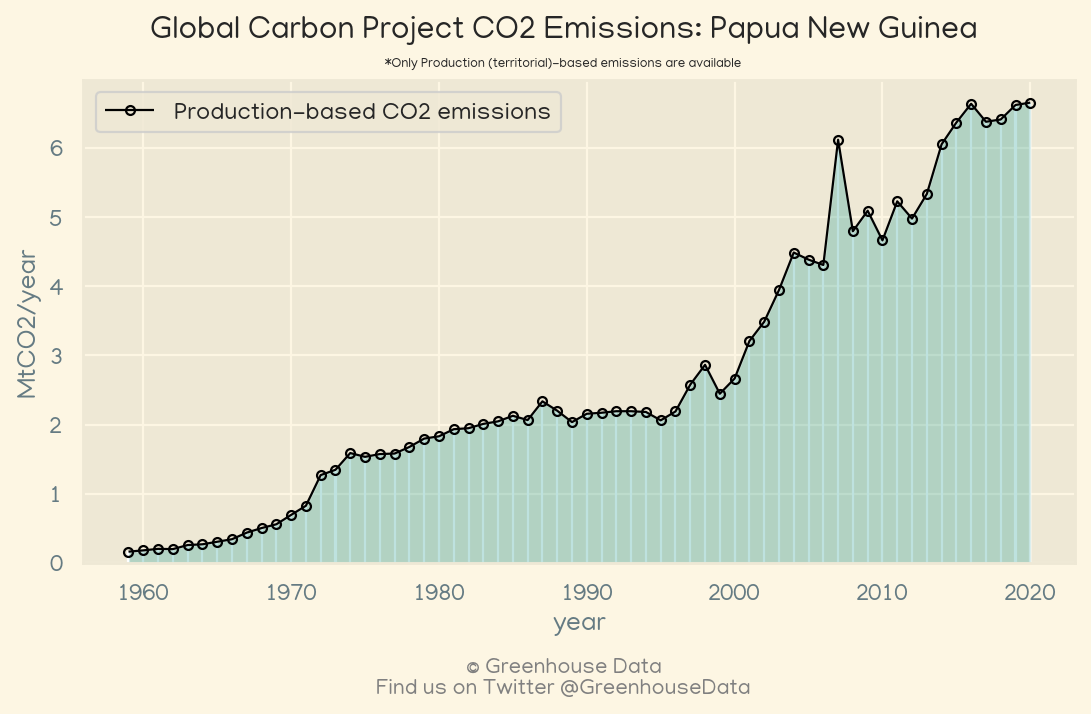 Global Carbon Project CO2 Emissions: Papua New Guinea
*Only Production (territorial)-based emissions are available
Production-based CO2 emissions
6
5
4
3
2
1
0
MtCO2/year
1960 1970 1980 1990 2000 2010 2020
year
© Greenhouse Data
Find us on Twitter @GreenhouseData